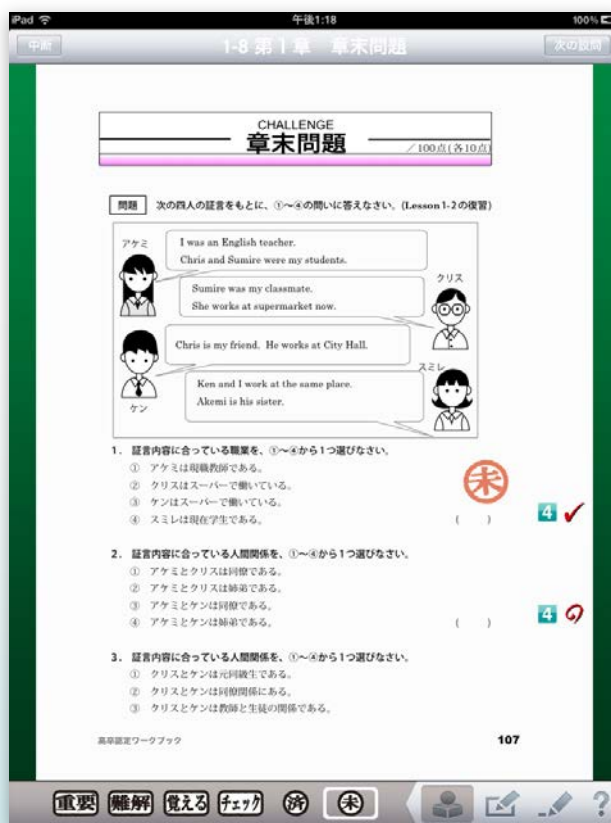 iPad 午後1:18 100%
中断 1-8 第1章 章末問題 次の設問
CHALLENGE
章末問題
／100点(各10点)
問題 次の四人の証言をもとに、①〜④の問いに答えなさい。(Lesson1-2の復習)
アケミ
I was an English teacher.
Chris and Sumire were my students.
クリス
Sumire was my classmate.
She works at supermarket now.
Chris is my friend. He works at City Hall.
ケン
スミレ
Ken and I work at the same place.
Akemi is his sister.
1. 証言内容に合っている職業を、①〜④から1つ選びなさい。
① アケミは現職教師である。
② クリスはスーパーで働いている。
③ ケンはスーパーで働いている。
④ スミレは現在学生である。 ( )
未
4
2. 証言内容に合っている人間関係を、①〜④から1つ選びなさい。
① アケミとクリスは同僚である。
② アケミとクリスは姉弟である。
③ アケミとケンは同僚である。
④ アケミとケンは姉弟である。 ( )
4
3. 証言内容に合っている人間関係を、①〜④から1つ選びなさい。
① クリスとケンは元同級生である。
② クリスとケンは同僚関係にある。
③ クリスとケンは教師と生徒の関係である。
高卒認定ワークブック 107
重要 難解 覚える チェック 済 未 ?